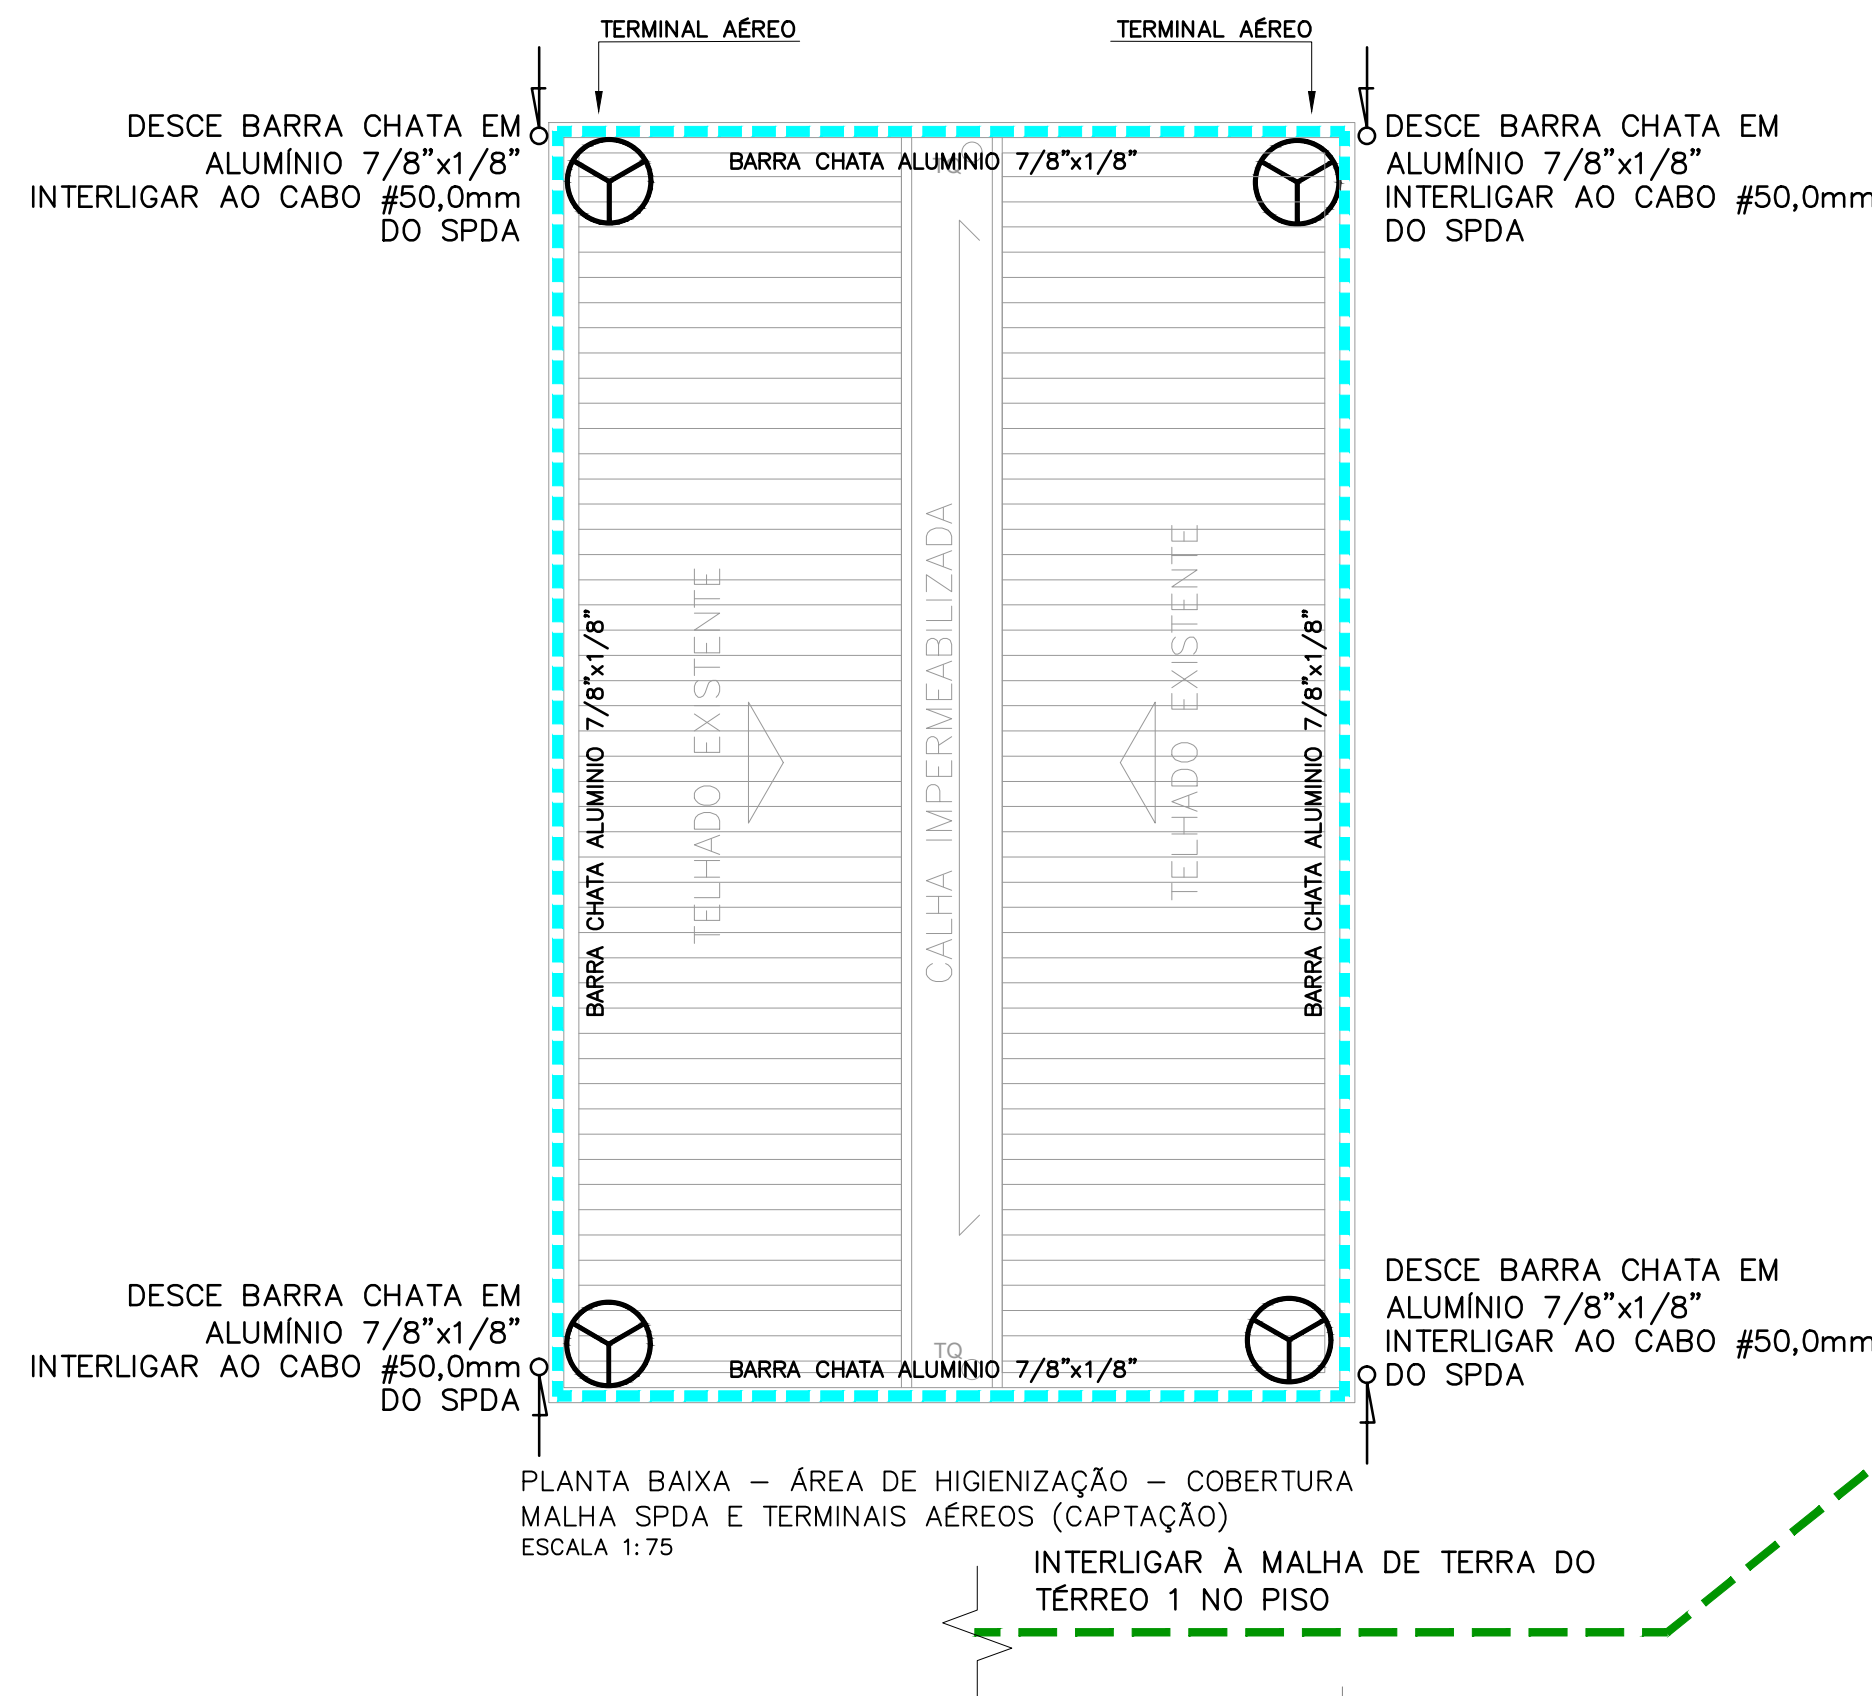 TERMINAL AÉREO
TERMINAL AÉREO
DESCE BARRA CHATA EM
ALUMÍNIO 7/8”x1/8”
INTERLIGAR AO CABO #50,0mm
DO SPDA
DESCE BARRA CHATA EM
ALUMÍNIO 7/8”x1/8”
INTERLIGAR AO CABO #50,0mm
DO SPDA
TQ
BARRA CHATA ALUMINIO 7/8”x1/8”
BARRA CHATA ALUMINIO 7/8”x1/8”
TELHADO EXISTENTE
CALHA IMPERMEABILIZADA
TELHADO EXISTENTE
BARRA CHATA ALUMINIO 7/8”x1/8”
DESCE BARRA CHATA EM
ALUMÍNIO 7/8”x1/8”
INTERLIGAR AO CABO #50,0mm
DO SPDA
TQ
BARRA CHATA ALUMINIO 7/8”x1/8”
DESCE BARRA CHATA EM
ALUMÍNIO 7/8”x1/8”
INTERLIGAR AO CABO #50,0mm
DO SPDA
PLANTA BAIXA – ÁREA DE HIGIENIZAÇÃO – COBERTURA
MALHA SPDA E TERMINAIS AÉREOS (CAPTAÇÃO)
ESCALA 1:75
INTERLIGAR À MALHA DE TERRA DO
TÉRREO 1 NO PISO